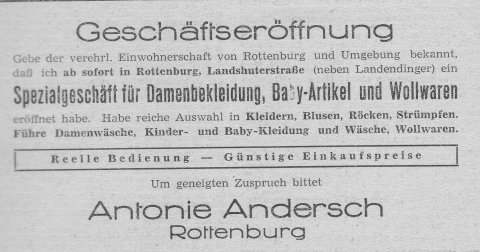 Geschäftseröffnung
Gebe der verehrl. Einwohnerschaft von Rottenburg und Umgebung bekannt,
daß ich ab sofort in Rottenburg, Landshuterstraße (neben Landendinger) ein
Spezialgeschäft für Damenbekleidung, Baby-Artikel und Wollwaren
eröffnet habe. Habe reiche Auswahl in Kleidern, Blusen, Röcken, Strümpfen.
Führe Damenwäsche, Kinder- und Baby-Kleidung und Wäsche, Wollwaren.
Reelle Bedienung — Günstige Einkaufspreise
Um geneigten Zuspruch bittet
Antonie Andersch
Rottenburg